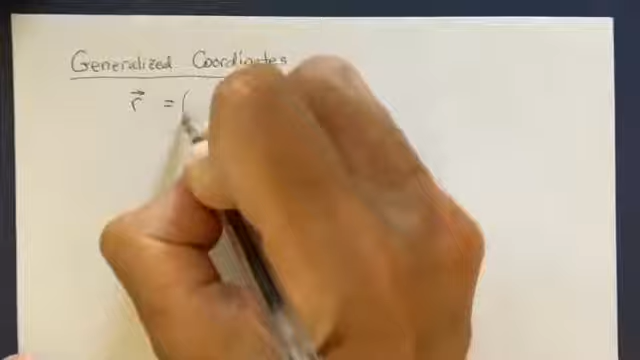 Generalized Coordinates
r⃗ = (